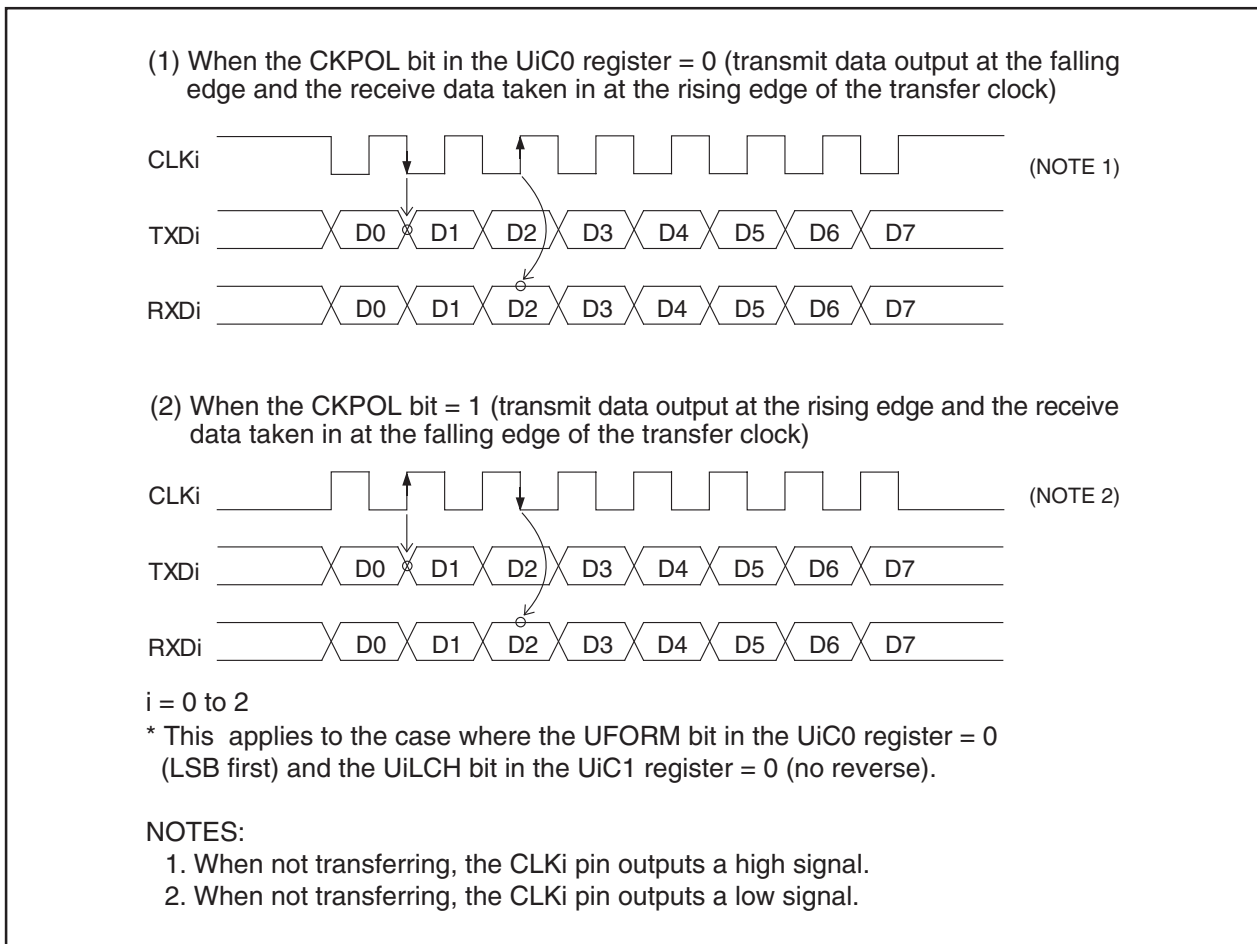 (1) When the CKPOL bit in the UiC0 register = 0 (transmit data output at the falling
edge and the receive data taken in at the rising edge of the transfer clock)
CLKi
(NOTE 1)
TXDi D0 D1 D2 D3 D4 D5 D6 D7
RXDi D0 D1 D2 D3 D4 D5 D6 D7
(2) When the CKPOL bit = 1 (transmit data output at the rising edge and the receive
data taken in at the falling edge of the transfer clock)
CLKi
(NOTE 2)
TXDi D0 D1 D2 D3 D4 D5 D6 D7
RXDi D0 D1 D2 D3 D4 D5 D6 D7
i = 0 to 2
* This applies to the case where the UFORM bit in the UiC0 register = 0
(LSB first) and the UiLCH bit in the UiC1 register = 0 (no reverse).
NOTES:
1. When not transferring, the CLKi pin outputs a high signal.
2. When not transferring, the CLKi pin outputs a low signal.